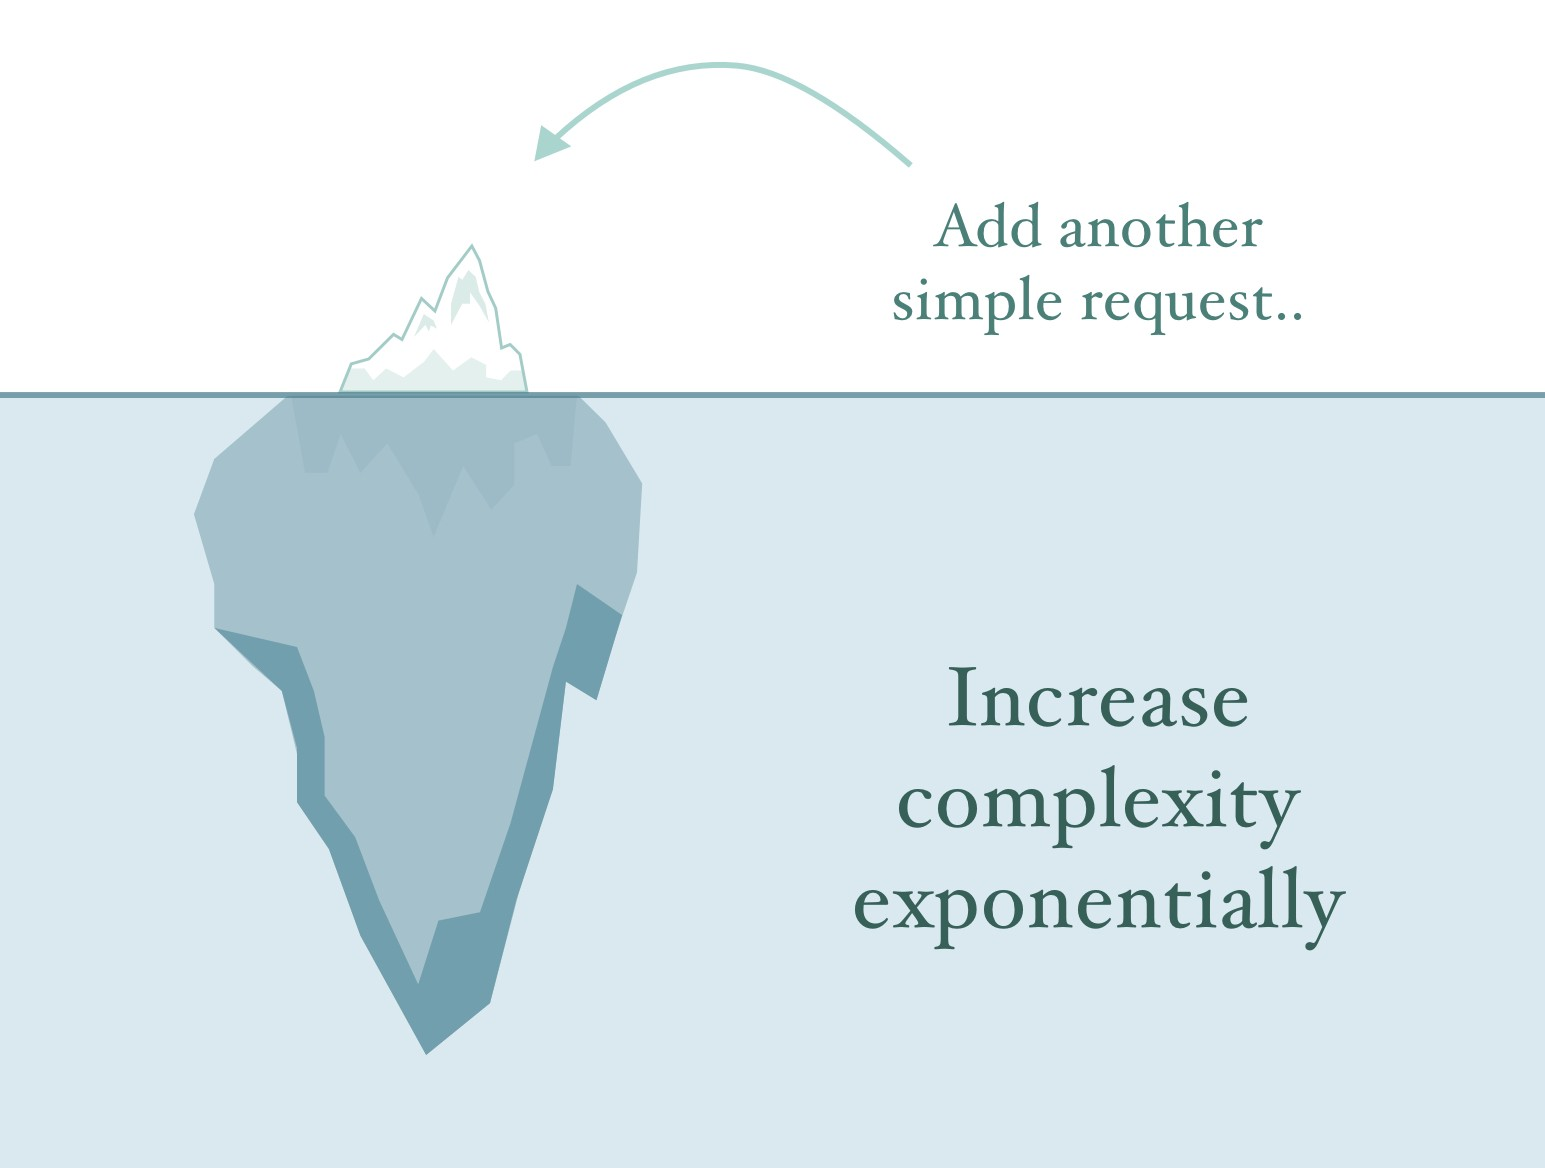 Add another
simple request..
Increase
complexity
exponentially